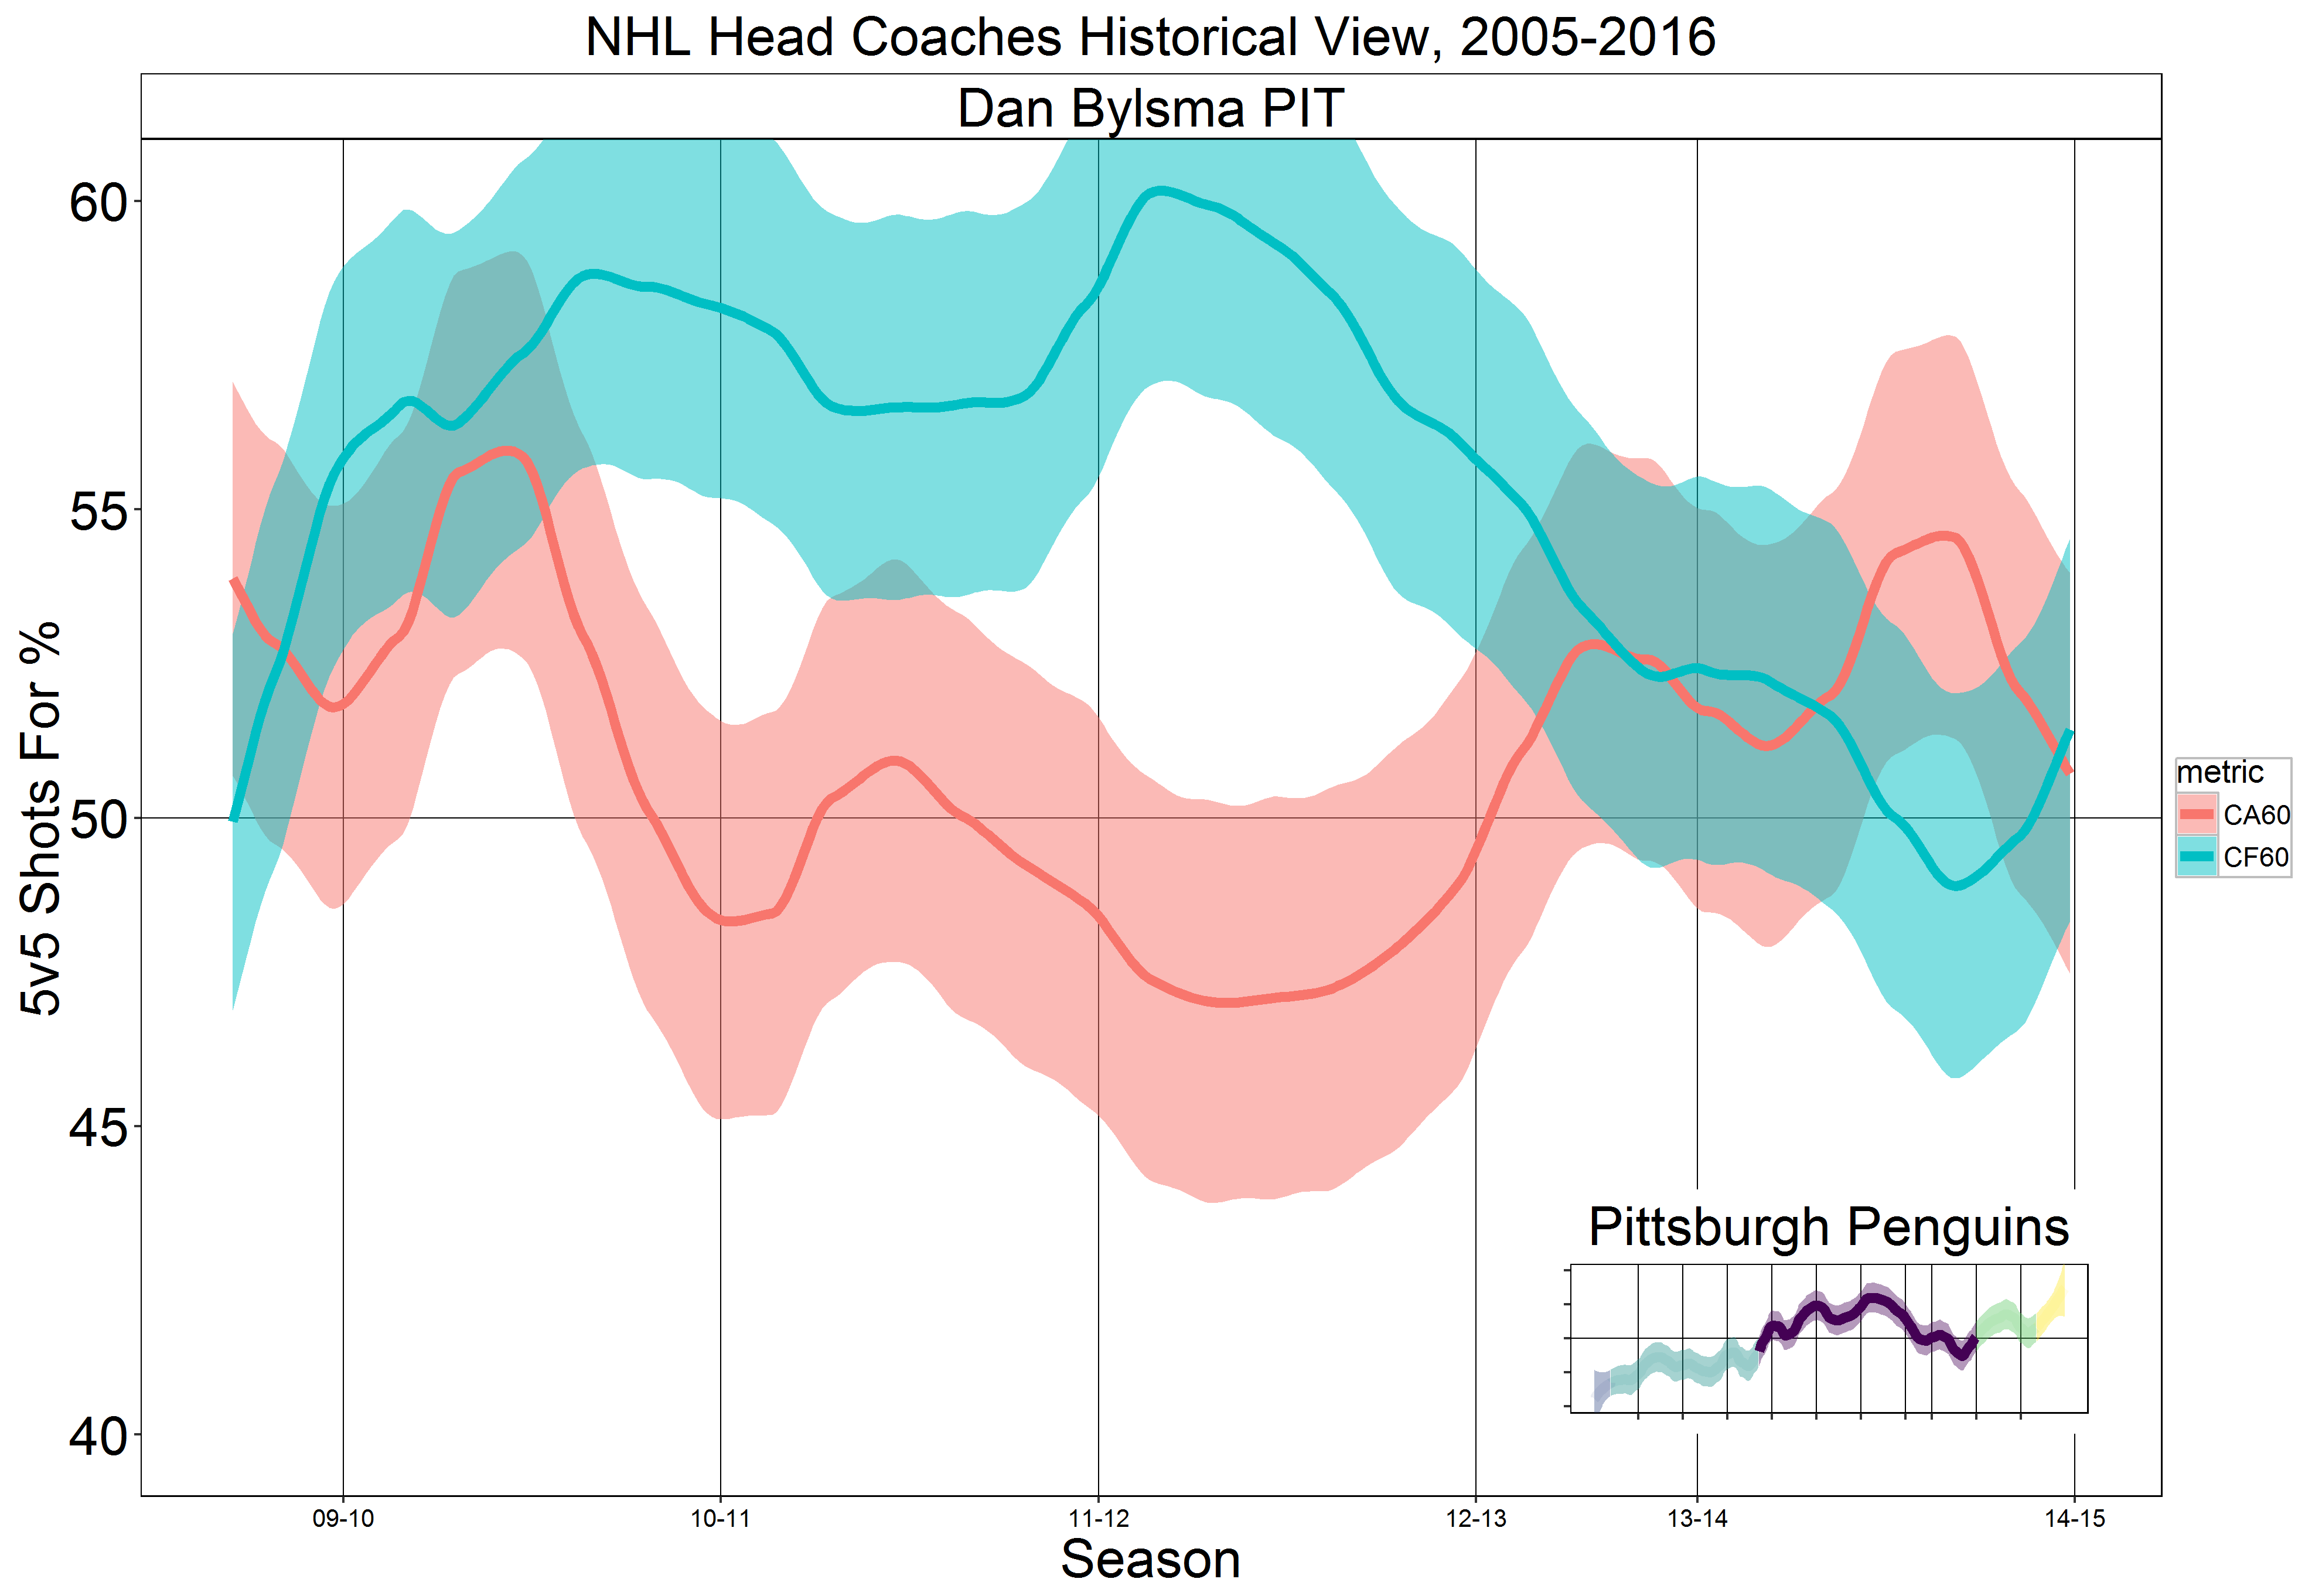 NHL Head Coaches Historical View, 2005-2016
Dan Bylsma PIT
60
55
50
45
40
5v5 Shots For %
metric
CA60
CF60
Pittsburgh Penguins
09-10
10-11
11-12
12-13
13-14
14-15
Season